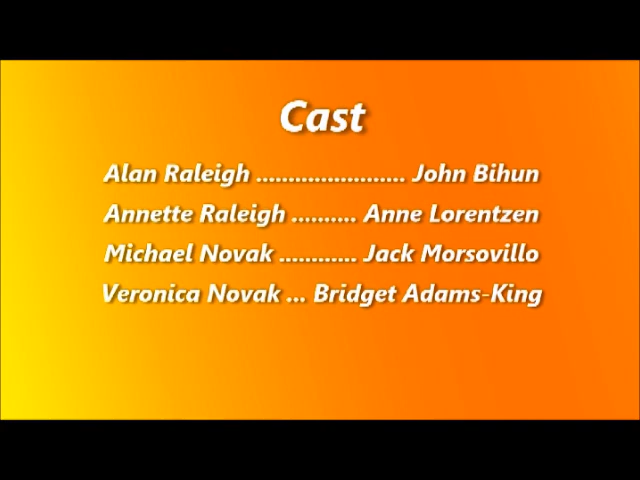 Cast
Alan Raleigh ....................... John Bihun
Annette Raleigh .......... Anne Lorentzen
Michael Novak ............ Jack Morsovillo
Veronica Novak ... Bridget Adams-King